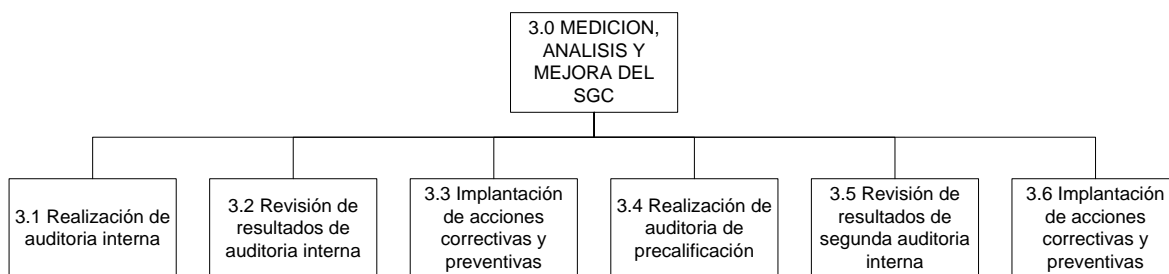 3.0 MEDICION,
ANALISIS Y
MEJORA DEL
SGC
3.1 Realización de
auditoria interna
3.2 Revisión de
resultados de
auditoria interna
3.3 Implantación
de acciones
correctivas y
preventivas
3.4 Realización de
auditoria de
precalificación
3.5 Revisión de
resultados de
segunda auditoria
interna
3.6 Implantación
de acciones
correctivas y
preventivas